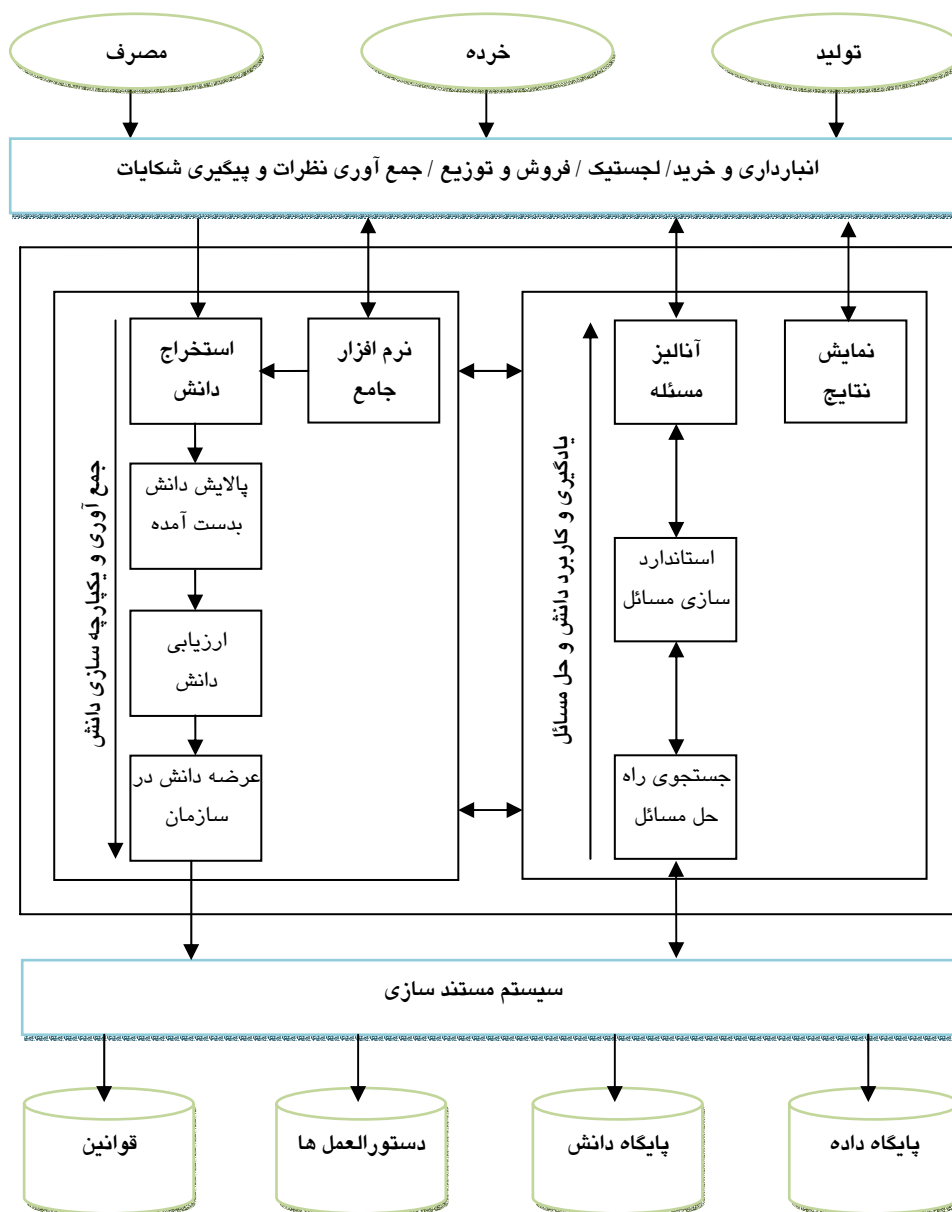 تولید
خرده
مصرف
انبارداری و خرید/ لجستیک / فروش و توزیع / جمع آوری نظرات و پیگیری شکایات
نمایش
نتایج
آنالیز
مسئله
استاندارد
سازی مسائل
جستجوی راه
حل مسائل
یادگیری و کاربرد دانش و حل مسائل
نرم افزار
جامع
استخراج
دانش
پالایش دانش
بدست آمده
ارزیابی
دانش
عرضه دانش در
سازمان
جمع آوری و یکپارچه سازی دانش
سیستم مستند سازی
پایگاه داده
پایگاه دانش
دستورالعمل ها
قوانین